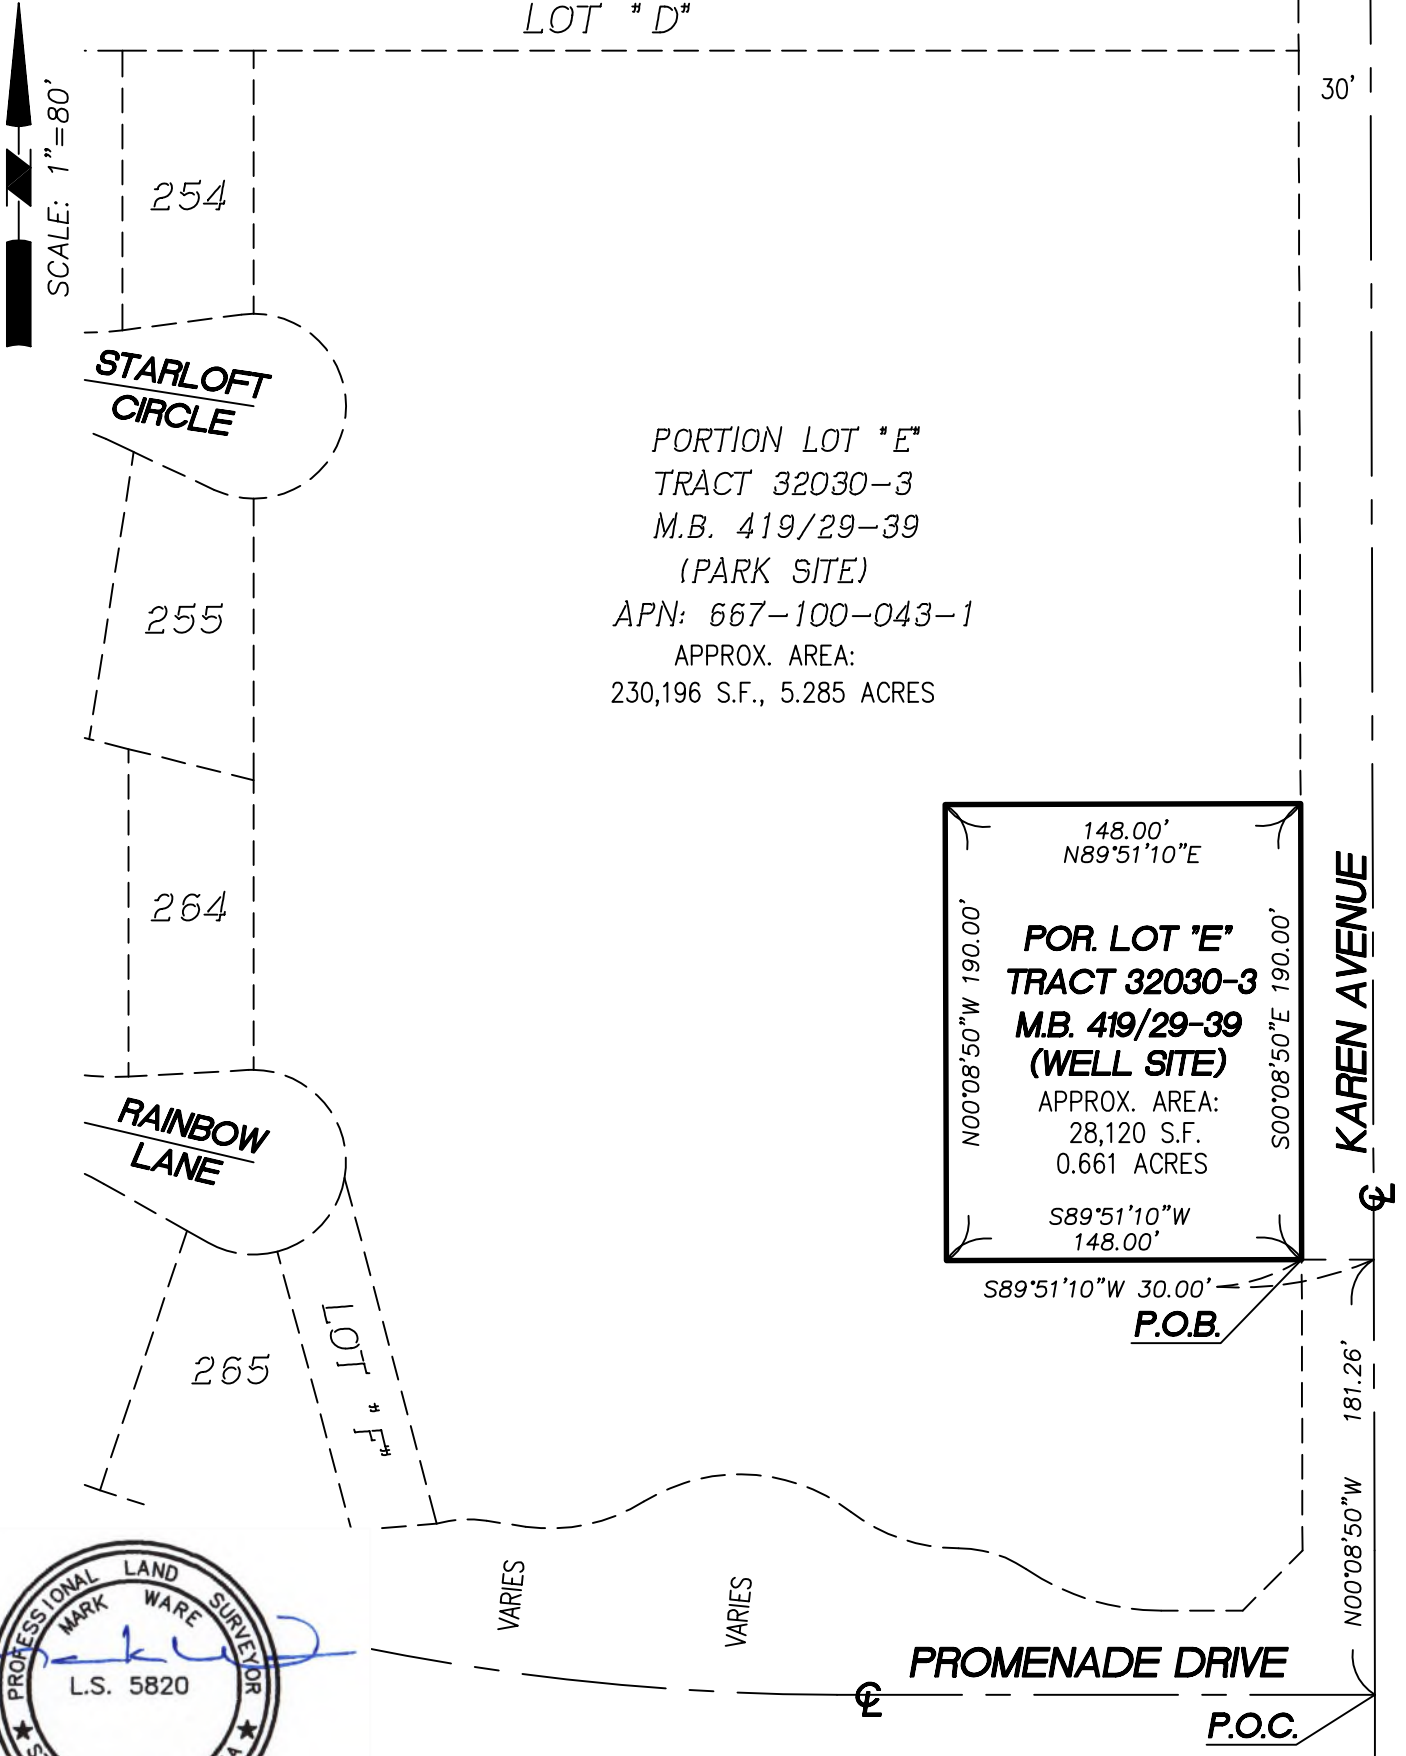 LOT "D"
30'
SCALE: 1"=80'
254
STARLOFT
CIRCLE
PORTION LOT "E"
TRACT 32030-3
M.B. 419/29-39
(PARK SITE)
APN: 667-100-043-1
APPROX. AREA:
230,196 S.F., 5.285 ACRES
255
264
148.00'
N89°51'10"E
N00°08'50"W 190.00'
POR. LOT "E"
TRACT 32030-3
M.B. 419/29-39
(WELL SITE)
APPROX. AREA:
28,120 S.F.
0.661 ACRES
S00°08'50"E 190.00'
S89°51'10"W
148.00'
KAREN AVENUE
℄
RAINBOW
LANE
S89°51'10"W 30.00'
P.O.B.
265
LOT "F"
N00°08'50"W 181.26'
VARIES
VARIES
PROMENADE DRIVE
℄
P.O.C.
PROFESSIONAL LAND SURVEYOR
MARK WARE
L.S. 5820